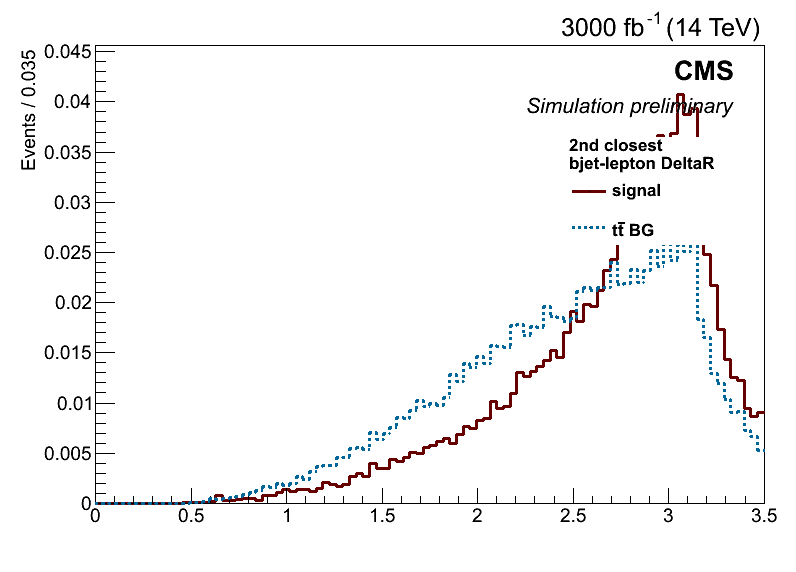 3000 fb-1 (14 TeV)
CMS
Simulation preliminary
Events / 0.035
0.045
0.04
0.035
0.03
0.025
0.02
0.015
0.01
0.005
0
2nd closest
bjet-lepton DeltaR
signal
tt̄ BG
0 0.5 1 1.5 2 2.5 3 3.5